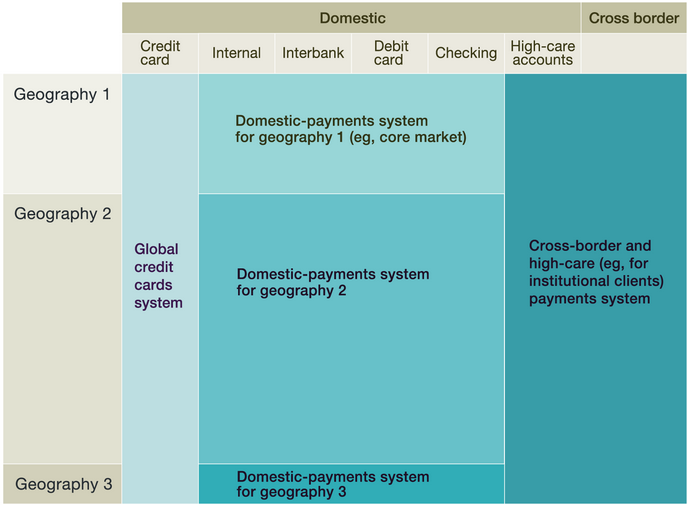 Domestic
Cross border
Credit
card
Internal
Interbank
Debit
card
Checking
High-care
accounts
Geography 1
Domestic-payments system
for geography 1 (eg, core market)
Geography 2
Global
credit
cards
system
Domestic-payments system
for geography 2
Cross-border and
high-care (eg, for
institutional clients)
payments system
Geography 3
Domestic-payments system
for geography 3